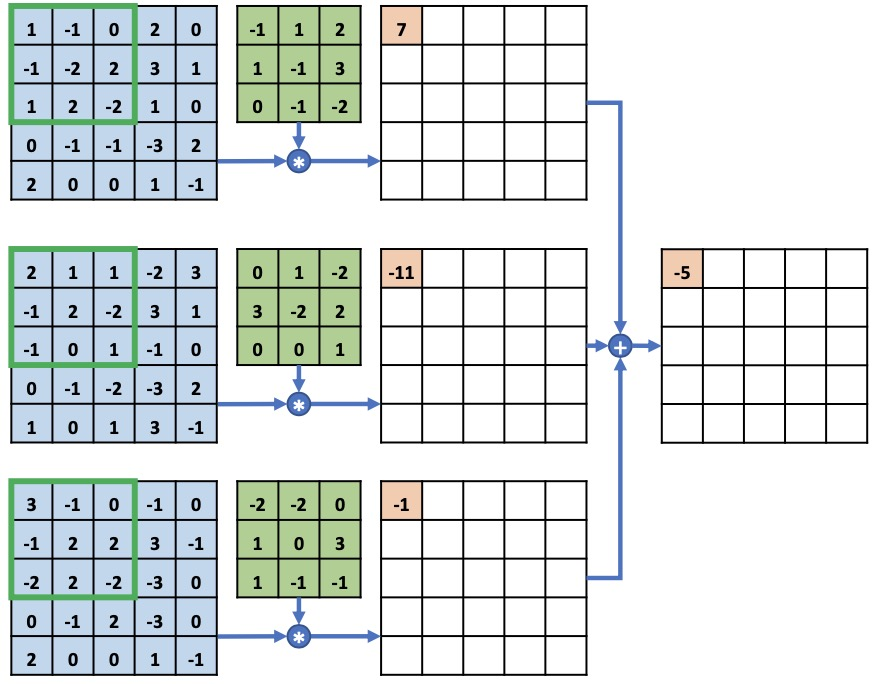 1 -1 0 2 0
-1 -2 2 3 1
1 2 -2 1 0
0 -1 -1 -3 2
2 0 0 1 -1
-1 1 2
1 -1 3
0 -1 -2
*
7
2 1 1 -2 3
-1 2 -2 3 1
-1 0 1 -1 0
0 -1 -2 -3 2
1 0 1 3 -1
0 1 -2
3 -2 2
0 0 1
*
-11
+
-5
3 -1 0 -1 0
-1 2 2 3 -1
-2 2 -2 -3 0
0 -1 2 -3 0
2 0 0 1 -1
-2 -2 0
1 0 3
1 -1 -1
*
-1